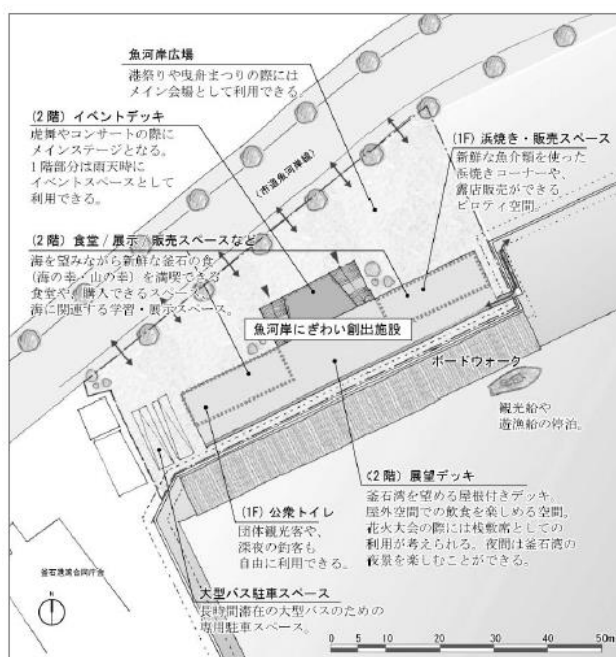 魚河岸広場
港祭りや曳舟まつりの際には
メイン会場として利用できる。
(2階) イベントデッキ
虎舞やコンサートの際に
メインステージとなる。
1階部分は雨天時に
イベントスペースとして
利用できる。
(市道魚河岸線)
(1F) 浜焼き・販売スペース
新鮮な魚介類を使った
浜焼きコーナーや、
露店販売ができる
ピロティ空間。
(2階) 食堂/展示/販売スペースなど
海を望みながら新鮮な釜石の食
(海の幸・山の幸)を満喫できる
食堂や、購入できるスペース、
海に関連する学習・展示スペース。
魚河岸にぎわい創出施設
ボードウォーク
観光船や
遊漁船の停泊。
(2階) 展望デッキ
釜石湾を望める屋根付きデッキ。
屋外空間での飲食を楽しめる空間。
花火大会の際には桟敷席としての
利用が考えられる。夜間は釜石湾の
夜景を楽しむことができる。
(1F) 公衆トイレ
団体観光客や、
深夜の釣客も
自由に利用できる。
釜石港湾合同庁舎
N
大型バス駐車スペース
長時間滞在の大型バスのための
専用駐車スペース。
0 5 10 20 30 40 50m